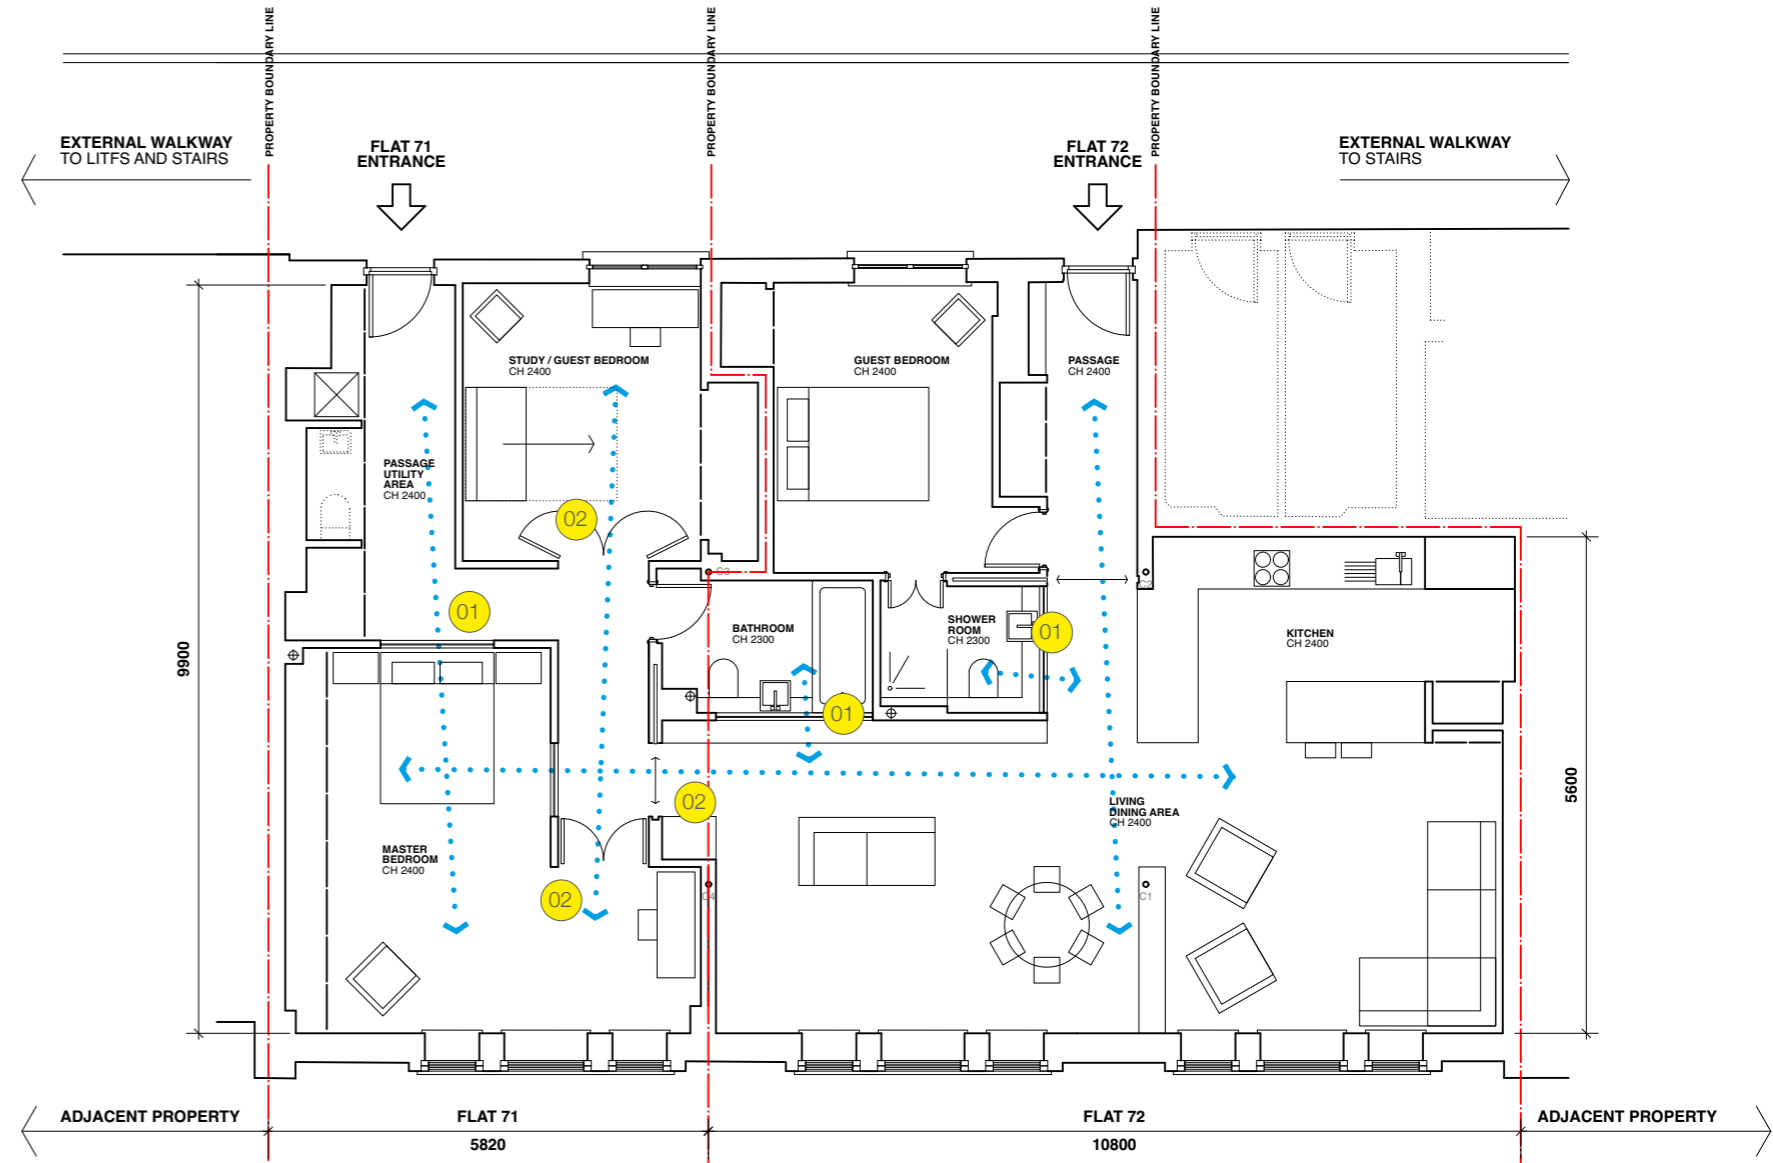 PROPERTY BOUNDARY LINE
PROPERTY BOUNDARY LINE
PROPERTY BOUNDARY LINE
EXTERNAL WALKWAY
TO LITFS AND STAIRS
FLAT 71
ENTRANCE
FLAT 72
ENTRANCE
EXTERNAL WALKWAY
TO STAIRS
STUDY / GUEST BEDROOM
CH 2400
GUEST BEDROOM
CH 2400
PASSAGE
CH 2400
PASSAGE
UTILITY
AREA
CH 2400
02
C3
C2
01
BATHROOM
CH 2300
SHOWER
ROOM
CH 2300
01
KITCHEN
CH 2400
9900
01
5600
02
LIVING
DINING AREA
CH 2400
MASTER
BEDROOM
CH 2400
02
C4
C1
ADJACENT PROPERTY
FLAT 71
FLAT 72
ADJACENT PROPERTY
5820
10800